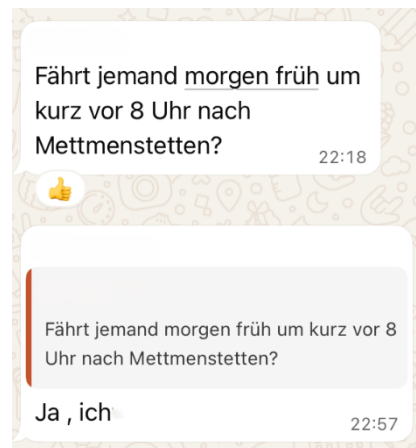 Fährt jemand morgen früh um
kurz vor 8 Uhr nach
Mettmenstetten?
22:18
Fährt jemand morgen früh um kurz vor 8
Uhr nach Mettmenstetten?
Ja , ich
22:57